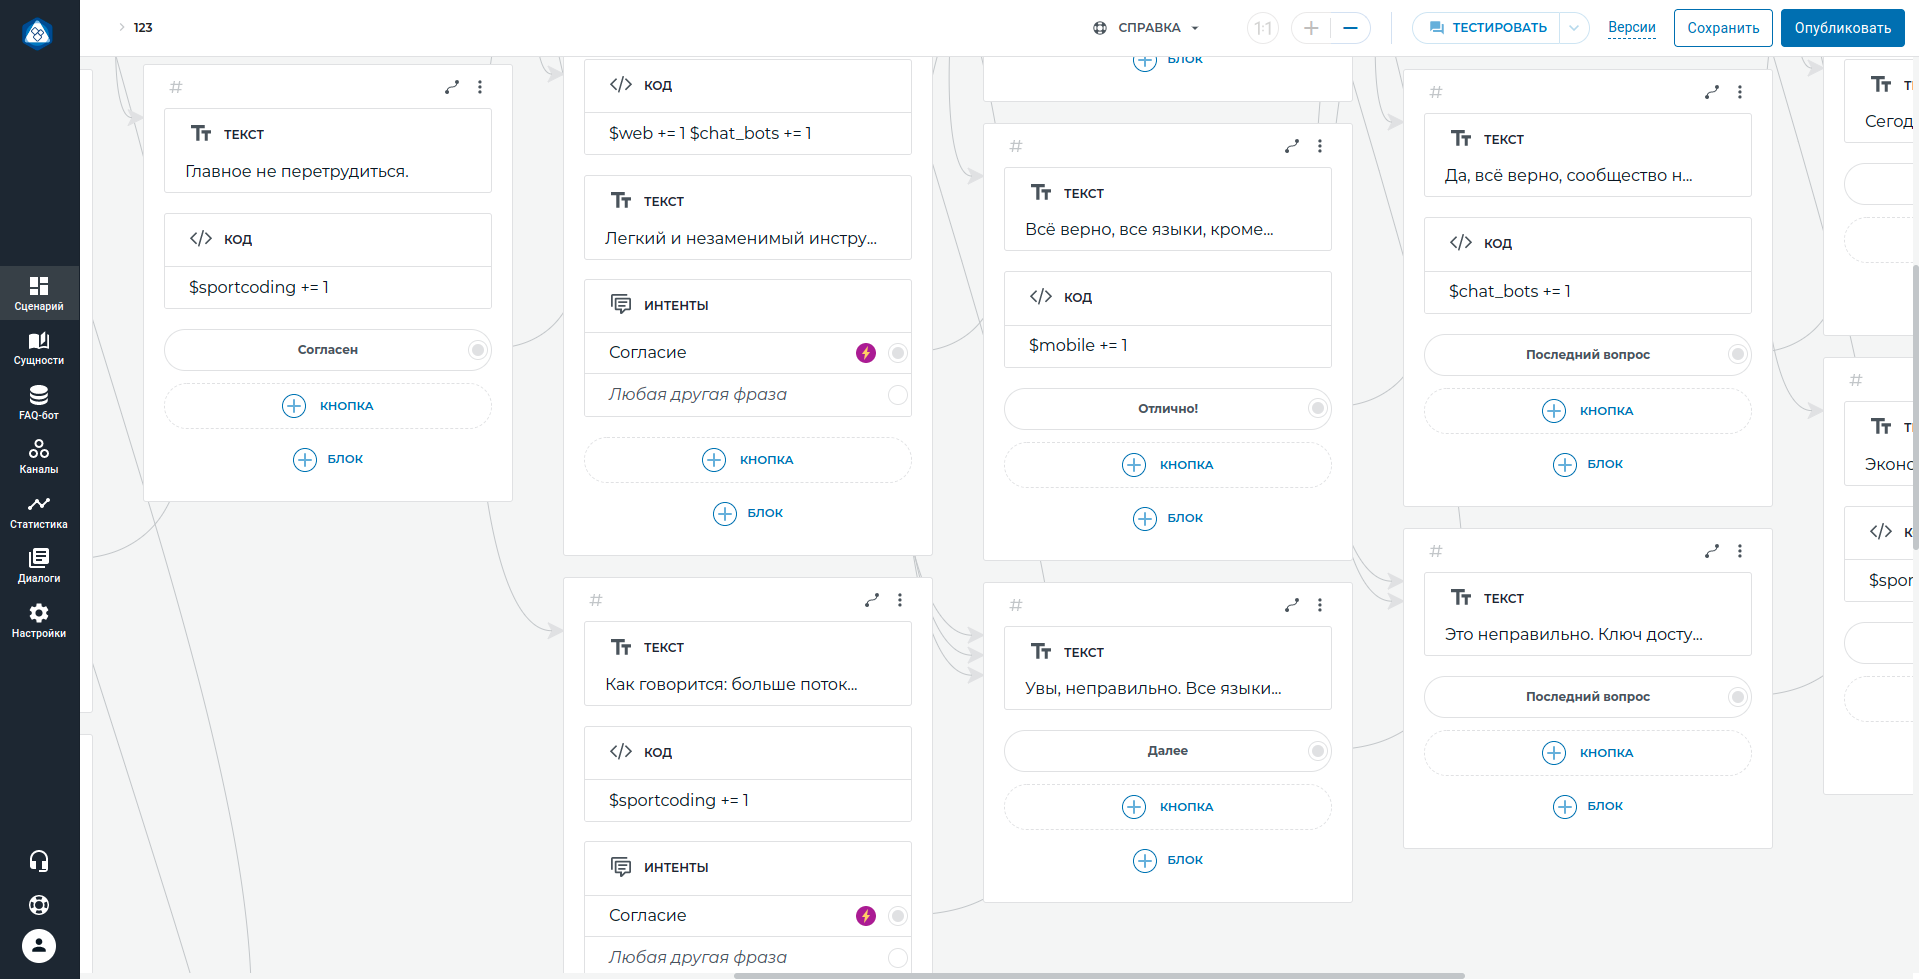 123
СПРАВКА
1:1
ТЕСТИРОВАТЬ
Версии
Сохранить
Опубликовать
Сценарий
Сущности
FAQ-бот
Каналы
Статистика
Диалоги
Настройки
#
ТЕКСТ
Главное не перетрудиться.
КОД
$sportcoding += 1
Согласен
КНОПКА
БЛОК
КОД
$web += 1 $chat_bots += 1
ТЕКСТ
Легкий и незаменимый инстру...
ИНТЕНТЫ
Согласие
Любая другая фраза
КНОПКА
БЛОК
#
ТЕКСТ
Как говорится: больше поток...
КОД
$sportcoding += 1
ИНТЕНТЫ
Согласие
Любая другая фраза
БЛОК
#
ТЕКСТ
Всё верно, все языки, кроме...
КОД
$mobile += 1
Отлично!
КНОПКА
БЛОК
#
ТЕКСТ
Увы, неправильно. Все языки...
Далее
КНОПКА
БЛОК
#
ТЕКСТ
Да, всё верно, сообщество н...
КОД
$chat_bots += 1
Последний вопрос
КНОПКА
БЛОК
#
ТЕКСТ
Это неправильно. Ключ досту...
Последний вопрос
КНОПКА
БЛОК
Сегод
#
Эконо
$spor